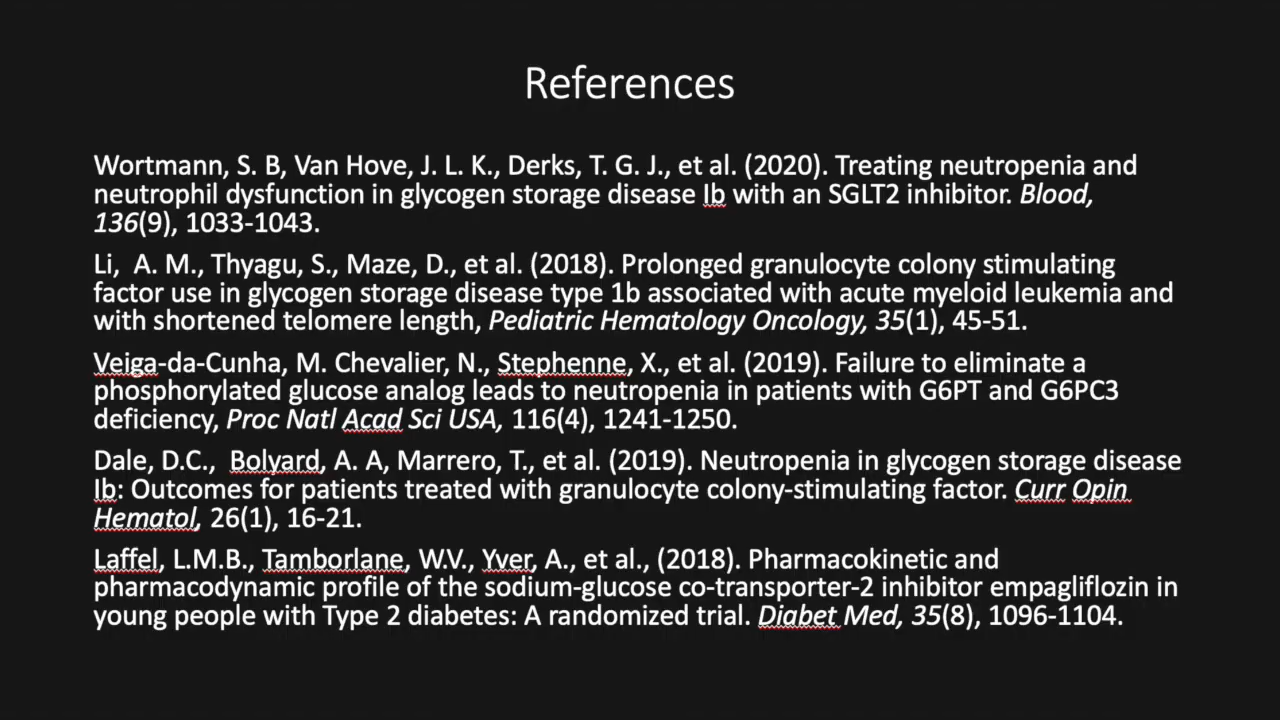 References
Wortmann, S. B, Van Hove, J. L. K., Derks, T. G. J., et al. (2020). Treating neutropenia and
neutrophil dysfunction in glycogen storage disease Ib with an SGLT2 inhibitor. Blood,
136(9), 1033-1043.
Li,  A. M., Thyagu, S., Maze, D., et al. (2018). Prolonged granulocyte colony stimulating
factor use in glycogen storage disease type 1b associated with acute myeloid leukemia and
with shortened telomere length, Pediatric Hematology Oncology, 35(1), 45-51.
Veiga-da-Cunha, M. Chevalier, N., Stephenne, X., et al. (2019). Failure to eliminate a
phosphorylated glucose analog leads to neutropenia in patients with G6PT and G6PC3
deficiency, Proc Natl Acad Sci USA, 116(4), 1241-1250.
Dale, D.C.,  Bolyard, A. A, Marrero, T., et al. (2019). Neutropenia in glycogen storage disease
Ib: Outcomes for patients treated with granulocyte colony-stimulating factor. Curr Opin
Hematol, 26(1), 16-21.
Laffel, L.M.B., Tamborlane, W.V., Yver, A., et al., (2018). Pharmacokinetic and
pharmacodynamic profile of the sodium-glucose co-transporter-2 inhibitor empagliflozin in
young people with Type 2 diabetes: A randomized trial. Diabet Med, 35(8), 1096-1104.